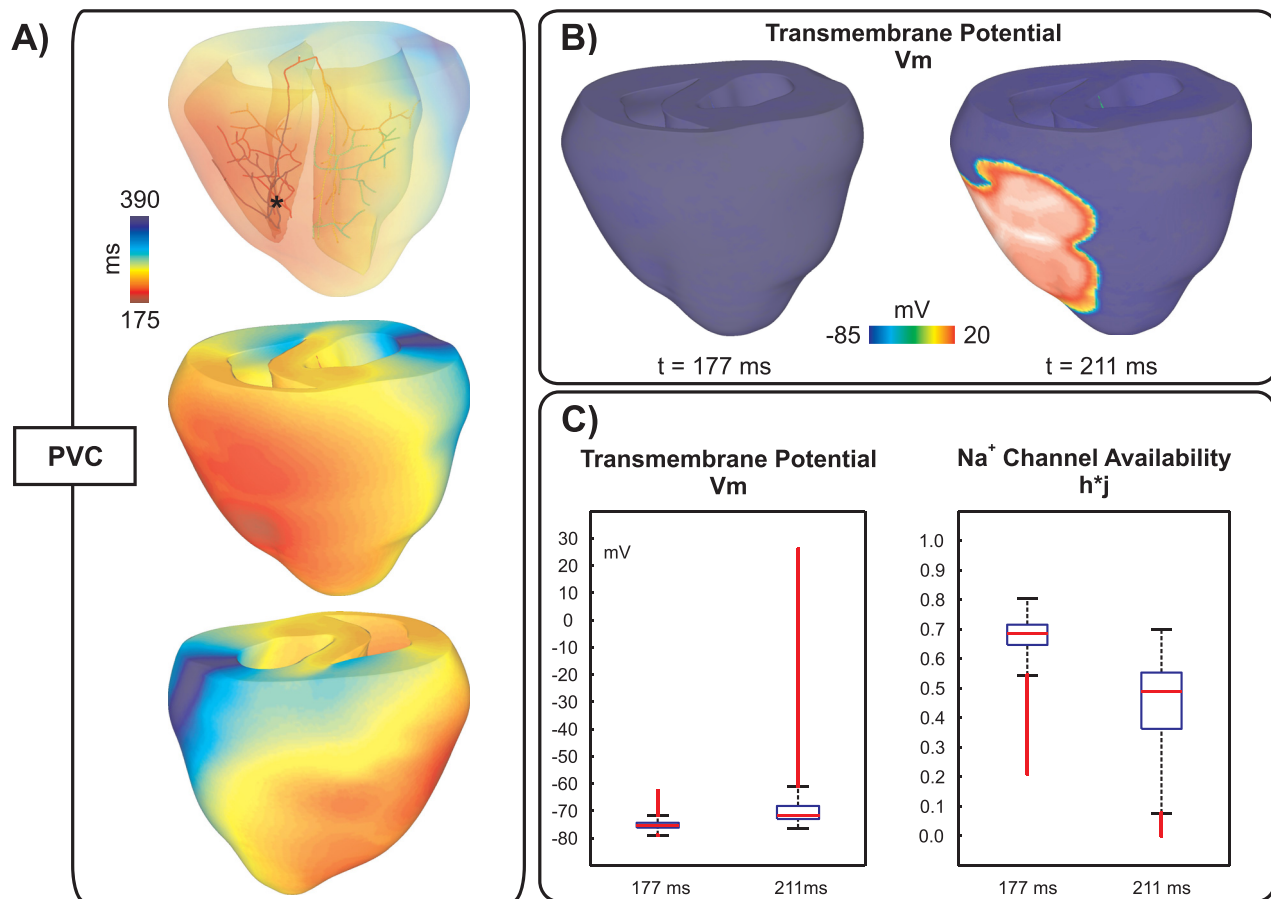 A)
*
390
ms
175
PVC
B)
Transmembrane Potential
Vm
mV
-85
20
t = 177 ms
t = 211 ms
C)
Transmembrane Potential
Vm
mV
30
20
10
0
-10
-20
-30
-40
-50
-60
-70
-80
177 ms
211ms
Na⁺ Channel Availability
h*j
1.0
0.9
0.8
0.7
0.6
0.5
0.4
0.3
0.2
0.1
0.0
177 ms
211 ms